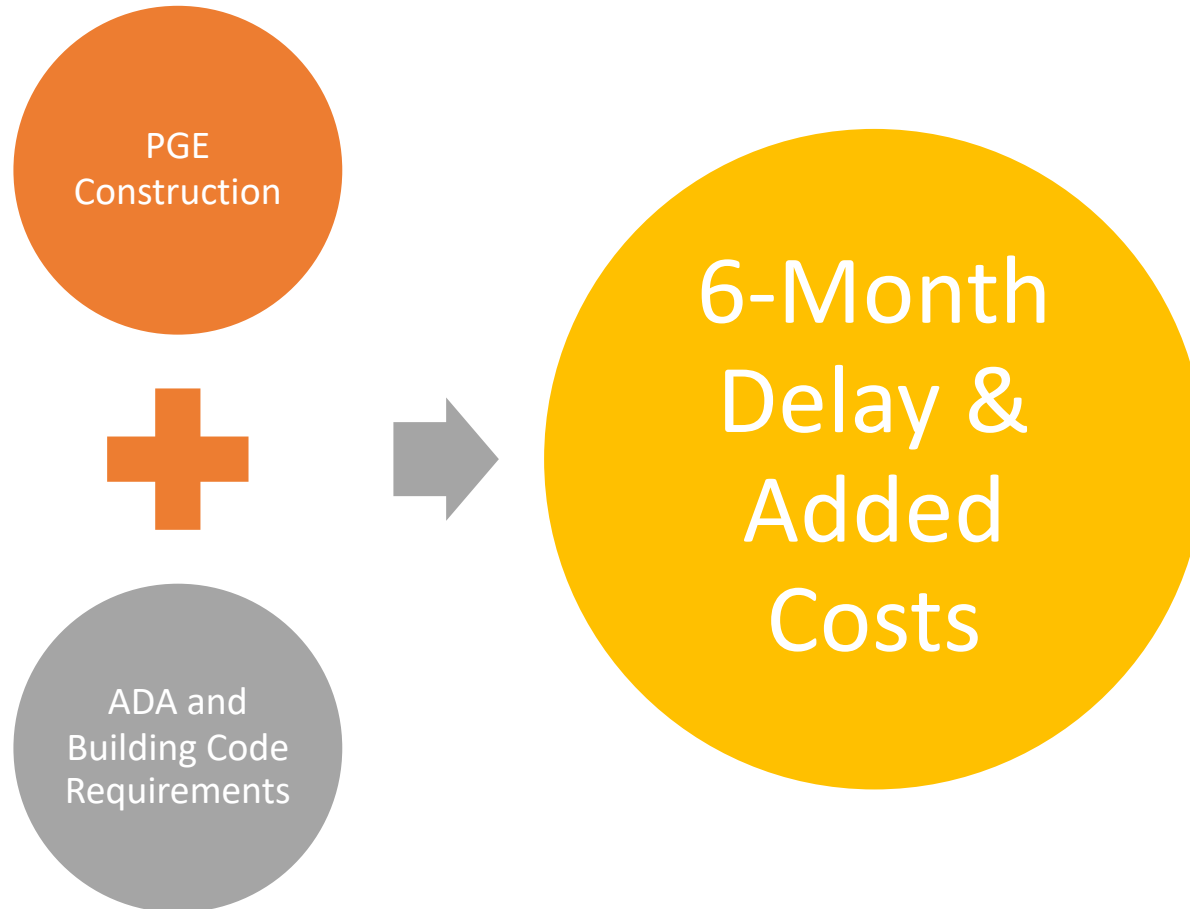 PGE
Construction
ADA and
Building Code
Requirements
6-Month
Delay &
Added
Costs